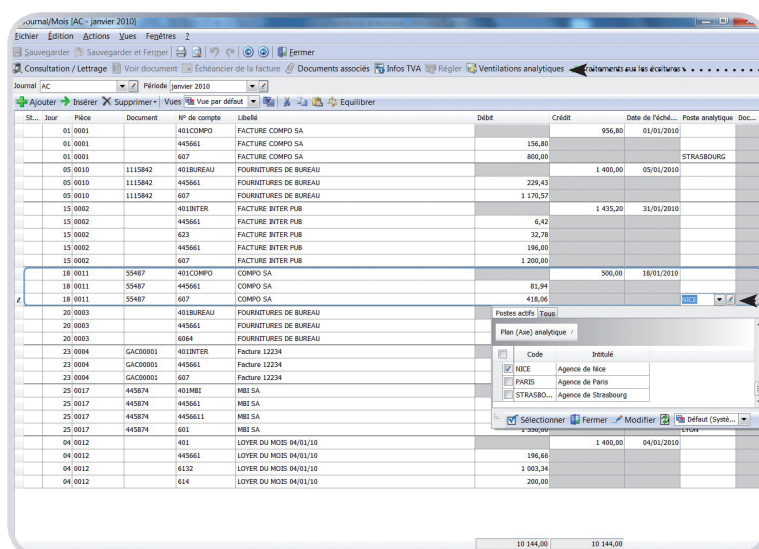 Journal/Mois [AC - janvier 2010]
Fichier Édition Actions Vues Fenêtres ?
Sauvegarder Sauvegarder et Fermer Fermer
Consultation / Lettrage Voir document Échéancier de la facture Documents associés Infos TVA Régler Ventilations analytiques Traitements sur les écritures
Journal AC Période janvier 2010
Ajouter Insérer Supprimer Vues Vue par défaut Équilibrer
St... Jour Pièce Document N° de compte Libellé Débit Crédit Date de l'éché... Poste analytique Doc...
01 0001 401COMPO FACTURE COMPO SA 956,80 01/01/2010
01 0001 445661 FACTURE COMPO SA 156,80
01 0001 607 FACTURE COMPO SA 800,00 STRASBOURG
05 0010 1115842 401BUREAU FOURNITURES DE BUREAU 1 400,00 05/01/2010
05 0010 1115842 445661 FOURNITURES DE BUREAU 229,43
05 0010 1115842 607 FOURNITURES DE BUREAU 1 170,57
15 0002 401INTER FACTURE INTER PUB 1 435,20 31/01/2010
15 0002 445661 FACTURE INTER PUB 6,42
15 0002 623 FACTURE INTER PUB 32,78
15 0002 445661 FACTURE INTER PUB 196,00
15 0002 607 FACTURE INTER PUB 1 200,00
18 0011 55487 401COMPO COMPO SA 500,00 18/01/2010
18 0011 55487 445661 COMPO SA 81,94
18 0011 55487 607 COMPO SA 418,06 NICE
20 0003 401BUREAU FOURNITURES DE BUREAU
20 0003 445661 FOURNITURES DE BUREAU
20 0003 6064 FOURNITURES DE BUREAU
23 0004 GAC00001 401INTER Facture 12234
23 0004 GAC00001 445661 Facture 12234
23 0004 GAC00001 607 Facture 12234
25 0017 445874 401MBI MBI SA
25 0017 445874 445661 MBI SA
25 0017 445874 4456611 MBI SA
25 0017 445874 601 MBI SA 1 550,00 LYON
04 0012 401 LOYER DU MOIS 04/01/10 1 400,00 04/01/2010
04 0012 445661 LOYER DU MOIS 04/01/10 196,66
04 0012 6132 LOYER DU MOIS 04/01/10 1 003,34
04 0012 614 LOYER DU MOIS 04/01/10 200,00
Postes actifs Tous
Plan (Axe) analytique
Code Intitulé
NICE Agence de Nice
PARIS Agence de Paris
STRASBO... Agence de Strasbourg
Sélectionner Fermer Modifier Défaut (Systè...
10 144,00 10 144,00